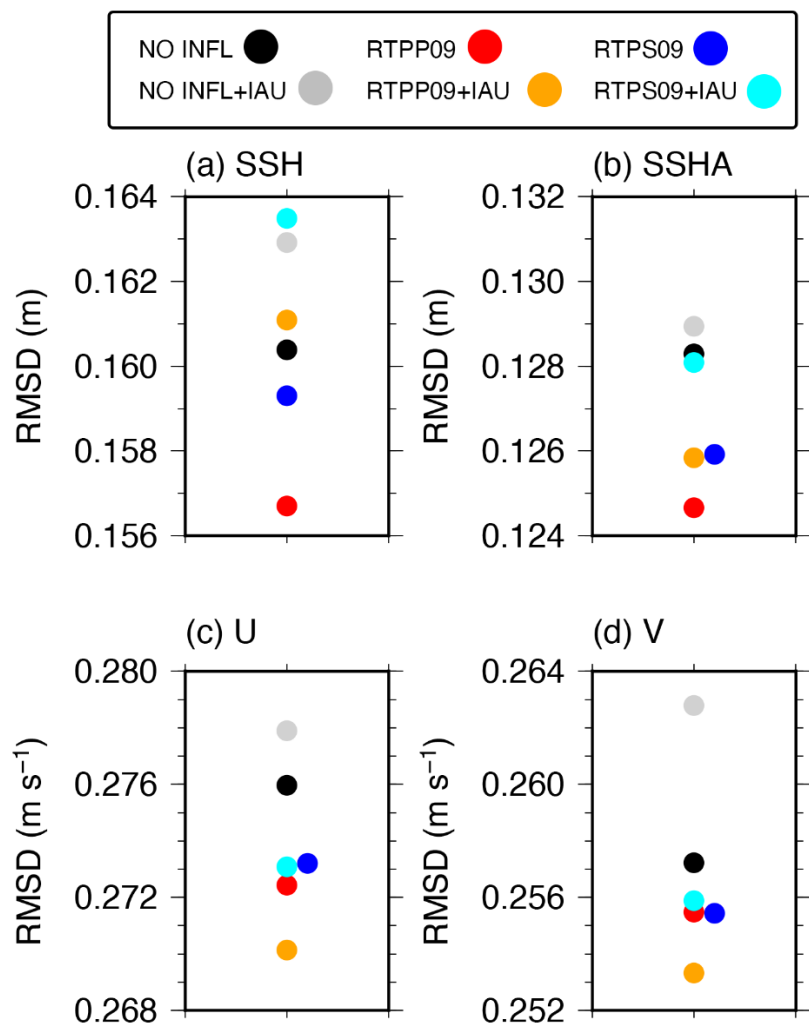 NO INFL RTPP09 RTPS09
NO INFL+IAU RTPP09+IAU RTPS09+IAU
(a) SSH
0.164
0.162
0.160
0.158
0.156
RMSD (m)
(b) SSHA
0.132
0.130
0.128
0.126
0.124
RMSD (m)
(c) U
0.280
0.276
0.272
0.268
RMSD (m s⁻¹)
(d) V
0.264
0.260
0.256
0.252
RMSD (m s⁻¹)